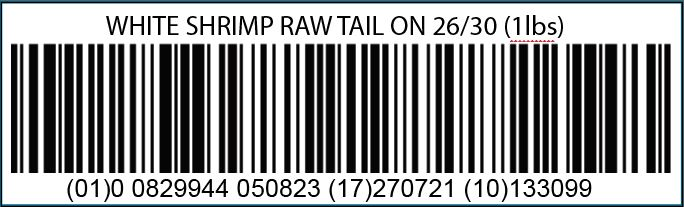 WHITE SHRIMP RAW TAIL ON 26/30 (1lbs)
(01)0 0829944 050823 (17)270721 (10)133099